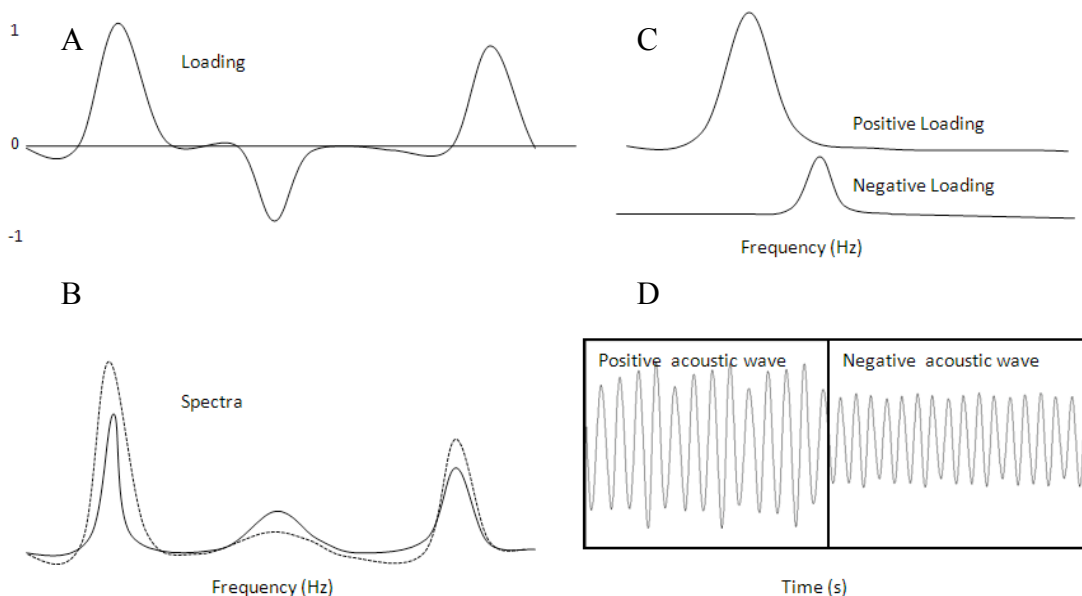 A
1
Loading
0
-1
B
Spectra
Frequency (Hz)
C
Positive Loading
Negative Loading
Frequency (Hz)
D
Positive acoustic wave
Negative acoustic wave
Time (s)